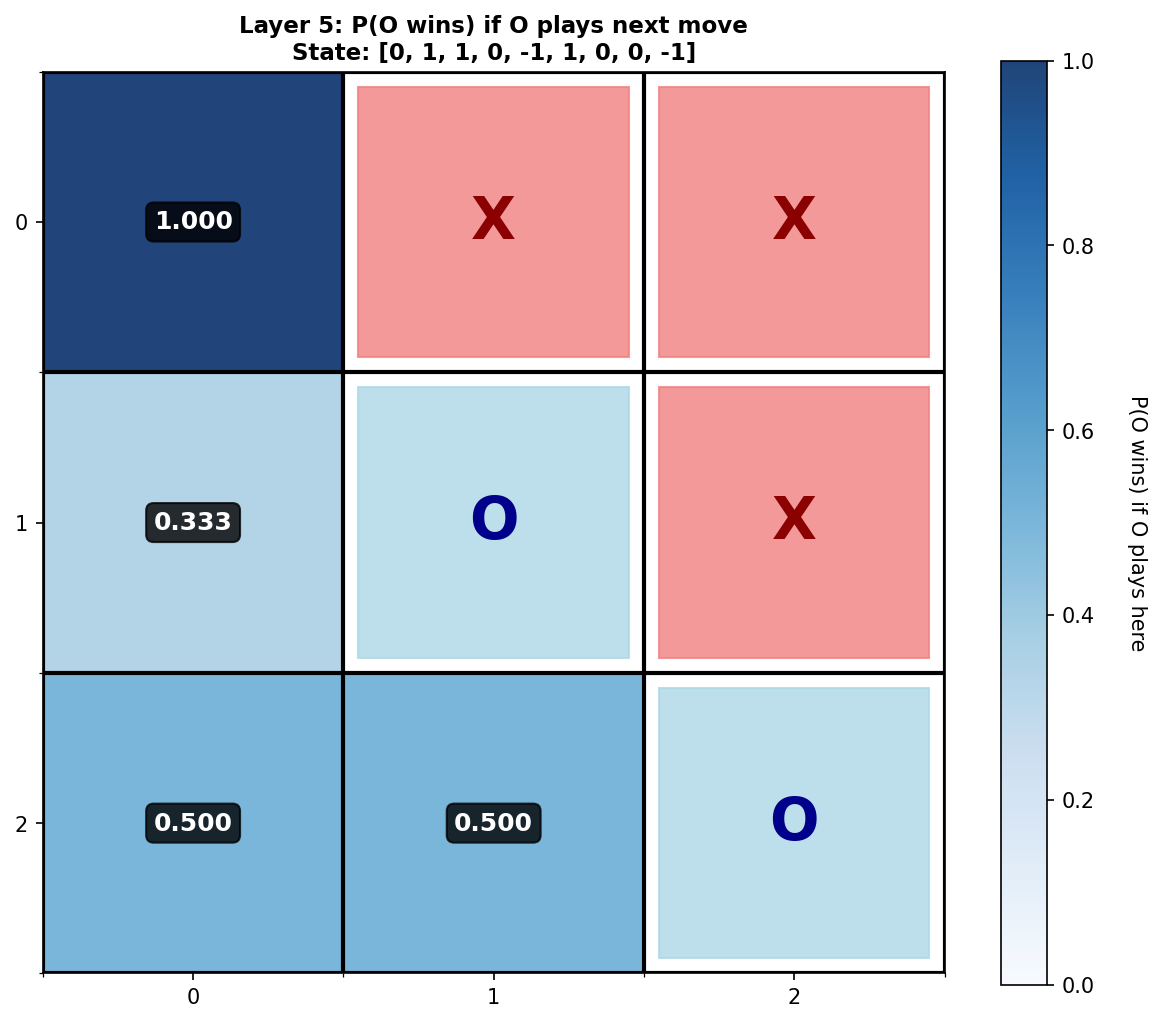 Layer 5: P(O wins) if O plays next move
State: [0, 1, 1, 0, -1, 1, 0, 0, -1]
0
1.000
X
X
1
0.333
O
X
2
0.500
0.500
O
0
1
2
1.0
0.8
0.6
0.4
0.2
0.0
P(O wins) if O plays here